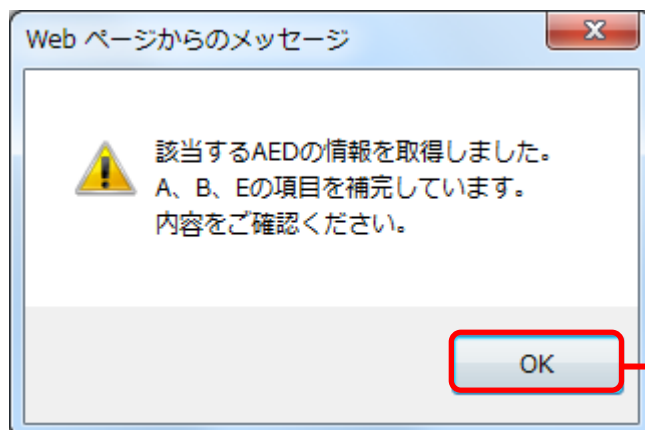 Web ページからのメッセージ
該当するAEDの情報を取得しました。
A、B、Eの項目を補完しています。
内容をご確認ください。
OK